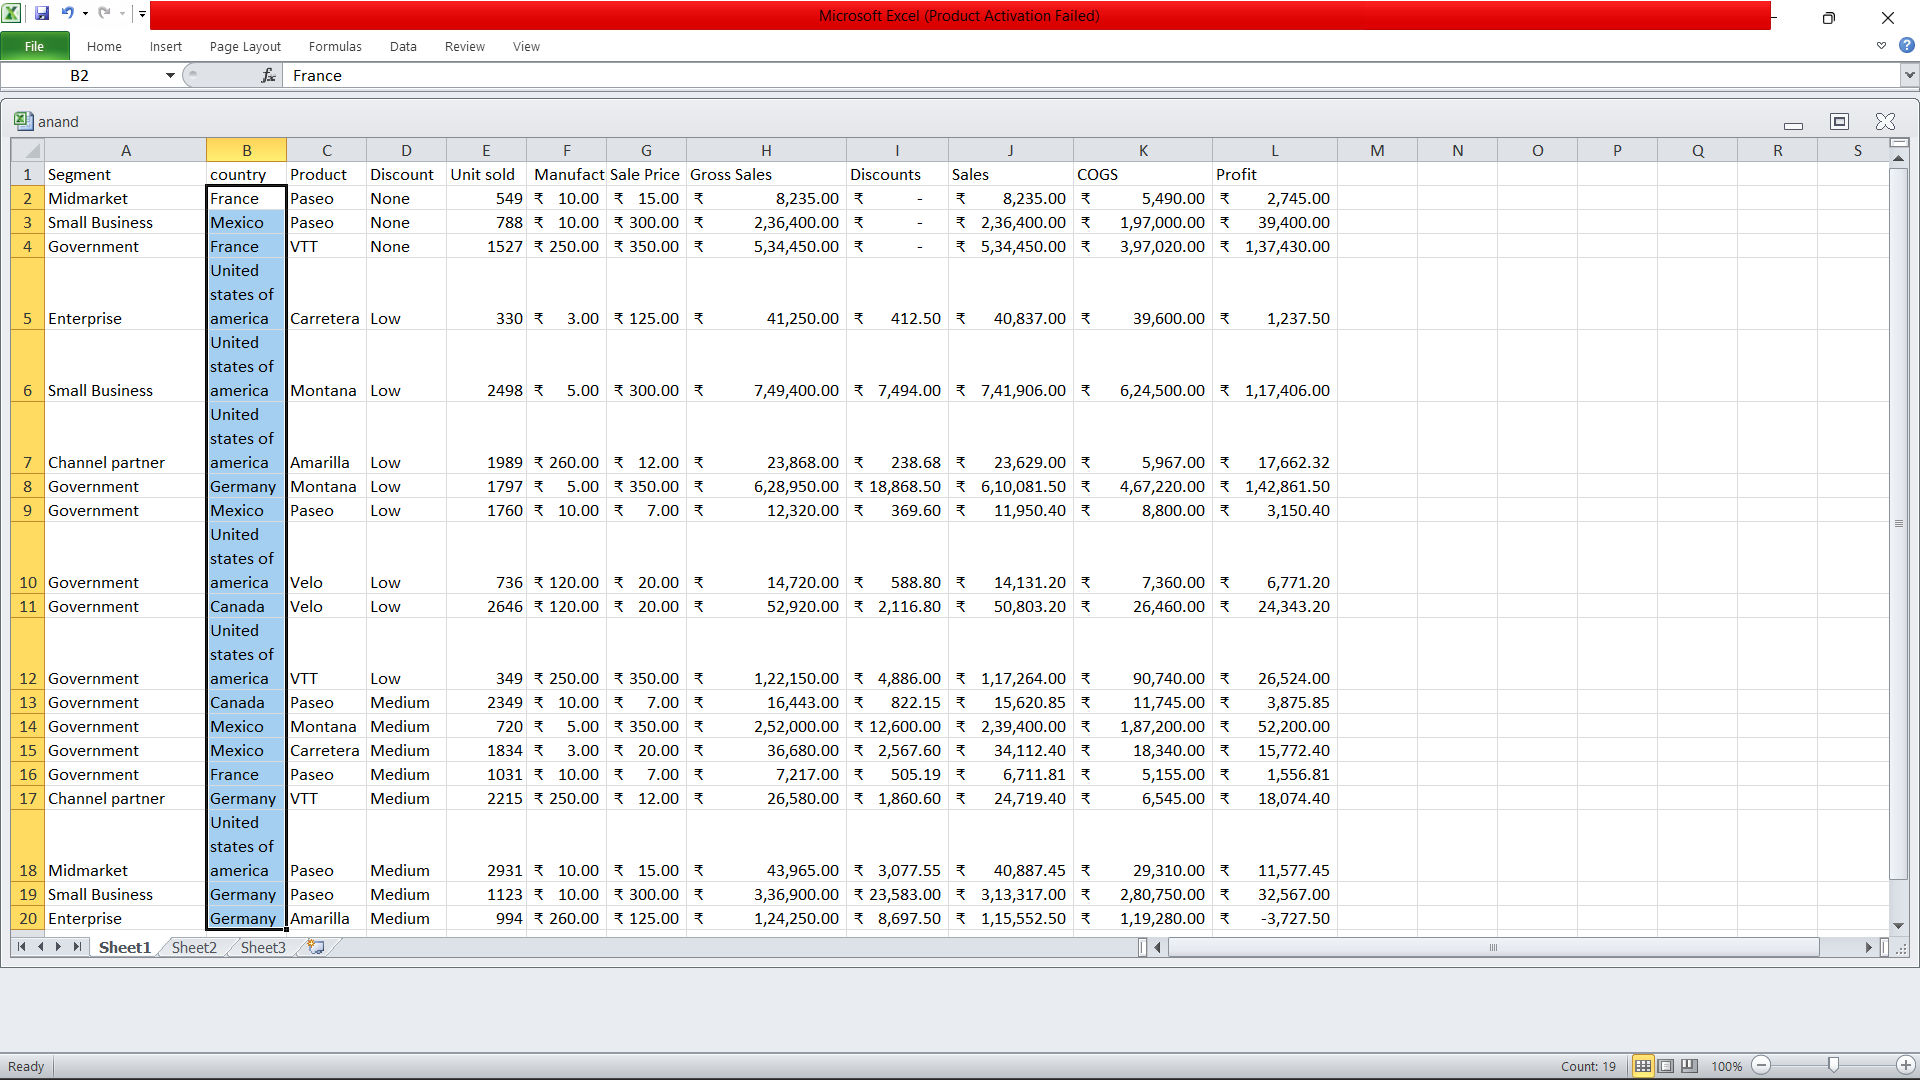 Microsoft Excel (Product Activation Failed)
File Home Insert Page Layout Formulas Data Review View
B2 fx France
anand
A B C D E F G H I J K L M N O P Q R S
1 Segment country Product Discount Unit sold Manufact Sale Price Gross Sales Discounts Sales COGS Profit
2 Midmarket France Paseo None 549 ₹ 10.00 ₹ 15.00 ₹ 8,235.00 ₹ - ₹ 8,235.00 ₹ 5,490.00 ₹ 2,745.00
3 Small Business Mexico Paseo None 788 ₹ 10.00 ₹ 300.00 ₹ 2,36,400.00 ₹ - ₹ 2,36,400.00 ₹ 1,97,000.00 ₹ 39,400.00
4 Government France VTT None 1527 ₹ 250.00 ₹ 350.00 ₹ 5,34,450.00 ₹ - ₹ 5,34,450.00 ₹ 3,97,020.00 ₹ 1,37,430.00
United
states of
5 Enterprise america Carretera Low 330 ₹ 3.00 ₹ 125.00 ₹ 41,250.00 ₹ 412.50 ₹ 40,837.00 ₹ 39,600.00 ₹ 1,237.50
United
states of
6 Small Business america Montana Low 2498 ₹ 5.00 ₹ 300.00 ₹ 7,49,400.00 ₹ 7,494.00 ₹ 7,41,906.00 ₹ 6,24,500.00 ₹ 1,17,406.00
United
states of
7 Channel partner america Amarilla Low 1989 ₹ 260.00 ₹ 12.00 ₹ 23,868.00 ₹ 238.68 ₹ 23,629.00 ₹ 5,967.00 ₹ 17,662.32
8 Government Germany Montana Low 1797 ₹ 5.00 ₹ 350.00 ₹ 6,28,950.00 ₹ 18,868.50 ₹ 6,10,081.50 ₹ 4,67,220.00 ₹ 1,42,861.50
9 Government Mexico Paseo Low 1760 ₹ 10.00 ₹ 7.00 ₹ 12,320.00 ₹ 369.60 ₹ 11,950.40 ₹ 8,800.00 ₹ 3,150.40
United
states of
10 Government america Velo Low 736 ₹ 120.00 ₹ 20.00 ₹ 14,720.00 ₹ 588.80 ₹ 14,131.20 ₹ 7,360.00 ₹ 6,771.20
11 Government Canada Velo Low 2646 ₹ 120.00 ₹ 20.00 ₹ 52,920.00 ₹ 2,116.80 ₹ 50,803.20 ₹ 26,460.00 ₹ 24,343.20
United
states of
12 Government america VTT Low 349 ₹ 250.00 ₹ 350.00 ₹ 1,22,150.00 ₹ 4,886.00 ₹ 1,17,264.00 ₹ 90,740.00 ₹ 26,524.00
13 Government Canada Paseo Medium 2349 ₹ 10.00 ₹ 7.00 ₹ 16,443.00 ₹ 822.15 ₹ 15,620.85 ₹ 11,745.00 ₹ 3,875.85
14 Government Mexico Montana Medium 720 ₹ 5.00 ₹ 350.00 ₹ 2,52,000.00 ₹ 12,600.00 ₹ 2,39,400.00 ₹ 1,87,200.00 ₹ 52,200.00
15 Government Mexico Carretera Medium 1834 ₹ 3.00 ₹ 20.00 ₹ 36,680.00 ₹ 2,567.60 ₹ 34,112.40 ₹ 18,340.00 ₹ 15,772.40
16 Government France Paseo Medium 1031 ₹ 10.00 ₹ 7.00 ₹ 7,217.00 ₹ 505.19 ₹ 6,711.81 ₹ 5,155.00 ₹ 1,556.81
17 Channel partner Germany VTT Medium 2215 ₹ 250.00 ₹ 12.00 ₹ 26,580.00 ₹ 1,860.60 ₹ 24,719.40 ₹ 6,545.00 ₹ 18,074.40
United
states of
18 Midmarket america Paseo Medium 2931 ₹ 10.00 ₹ 15.00 ₹ 43,965.00 ₹ 3,077.55 ₹ 40,887.45 ₹ 29,310.00 ₹ 11,577.45
19 Small Business Germany Paseo Medium 1123 ₹ 10.00 ₹ 300.00 ₹ 3,36,900.00 ₹ 23,583.00 ₹ 3,13,317.00 ₹ 2,80,750.00 ₹ 32,567.00
20 Enterprise Germany Amarilla Medium 994 ₹ 260.00 ₹ 125.00 ₹ 1,24,250.00 ₹ 8,697.50 ₹ 1,15,552.50 ₹ 1,19,280.00 ₹ -3,727.50
Sheet1 Sheet2 Sheet3
Ready Count: 19 100%